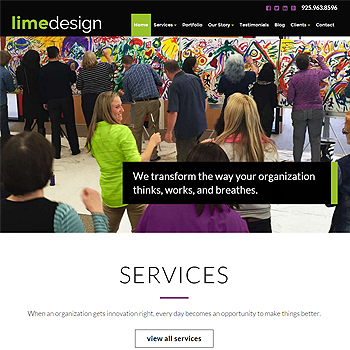 limedesign
925.963.8596
Home Services Portfolio Our Story Testimonials Blog Clients Contact
We transform the way your organization
thinks, works, and breathes.
SERVICES
When an organization gets innovation right, every day becomes an opportunity to make things better.
view all services